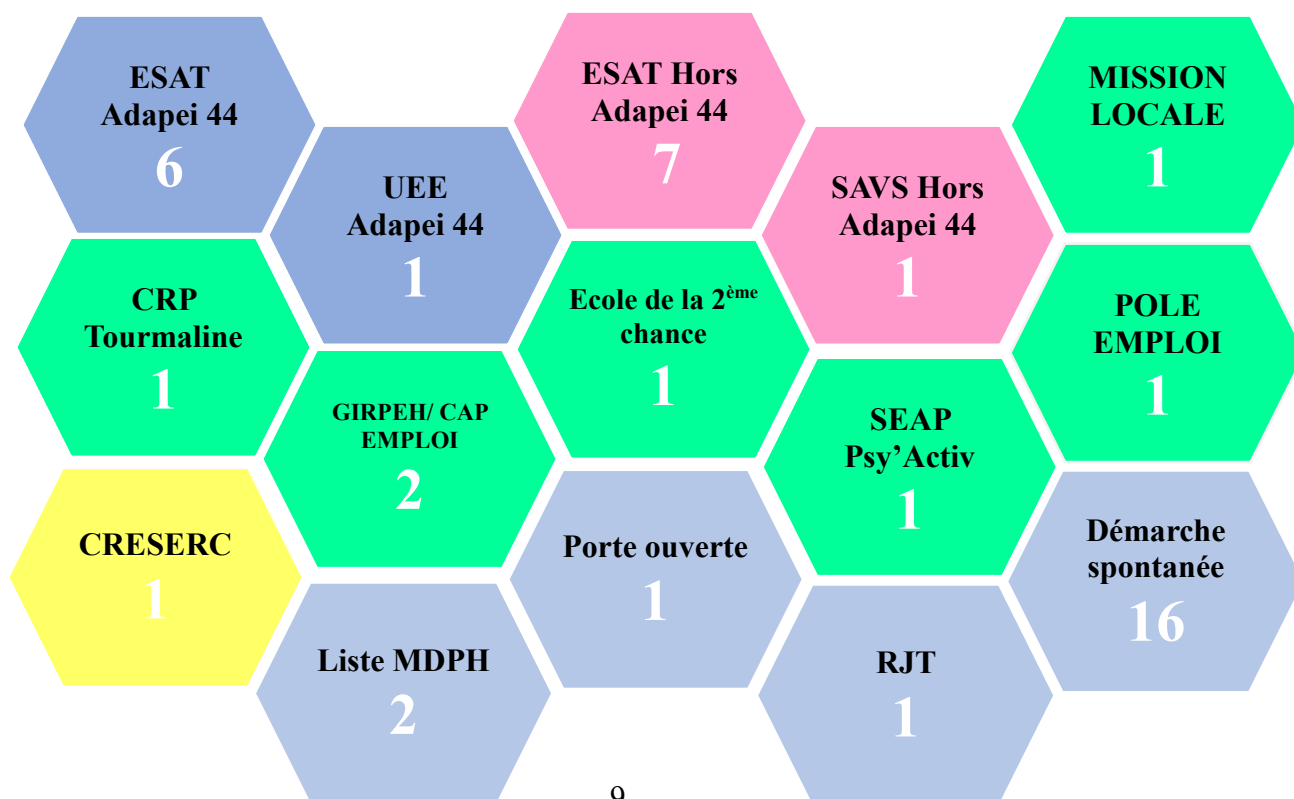 ESAT
Adapei 44
6
ESAT Hors
Adapei 44
7
MISSION
LOCALE
1
UEE
Adapei 44
1
SAVS Hors
Adapei 44
1
CRP
Tourmaline
1
Ecole de la 2ème
chance
1
POLE
EMPLOI
1
GIRPEH/ CAP
EMPLOI
2
SEAP
Psy’Activ
1
CRESERC
1
Porte ouverte
1
Démarche
spontanée
16
Liste MDPH
2
RJT
1
9